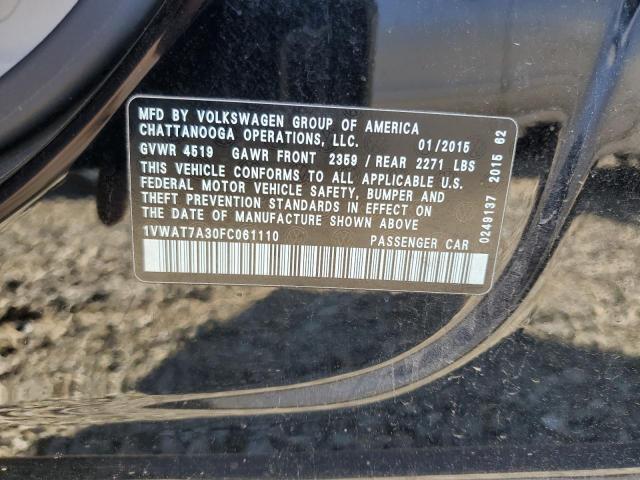 MFD BY VOLKSWAGEN GROUP OF AMERICA
CHATTANOOGA OPERATIONS, LLC. 01/2015
GVWR 4519 GAWR FRONT 2359 / REAR 2271 LBS
THIS VEHICLE CONFORMS TO ALL APPLICABLE U.S.
FEDERAL MOTOR VEHICLE SAFETY, BUMPER AND
THEFT PREVENTION STANDARDS IN EFFECT ON
THE DATE OF MANUFACTURE SHOWN ABOVE
1VWAT7A30FC061110 PASSENGER CAR
0249137 2015 62